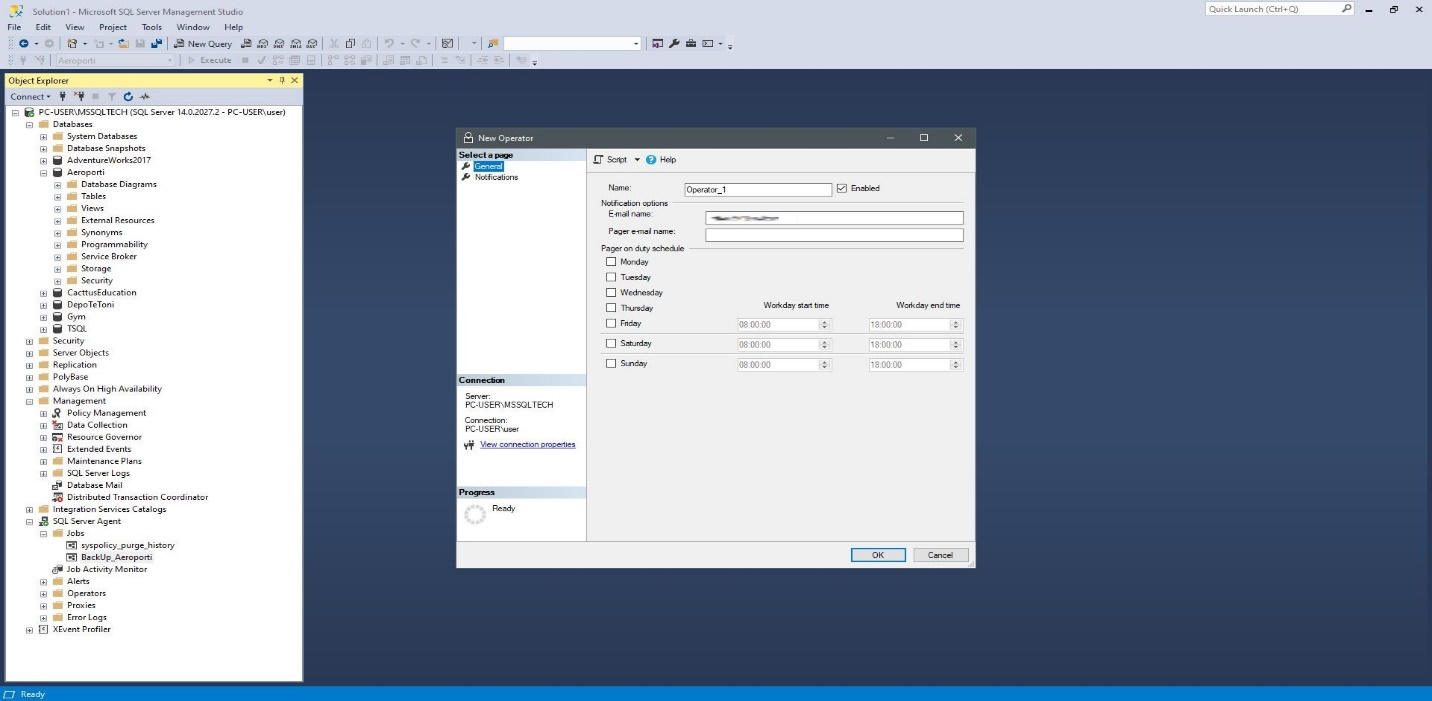 Solution1 - Microsoft SQL Server Management Studio
Quick Launch (Ctrl+Q)
File Edit View Project Tools Window Help
New Query
Aeroporti Execute
Object Explorer
Connect
PC-USER\MSSQLTECH (SQL Server 14.0.2027.2 - PC-USER\user)
Databases
System Databases
Database Snapshots
AdventureWorks2017
Aeroporti
Database Diagrams
Tables
Views
External Resources
Synonyms
Programmability
Service Broker
Storage
Security
CacttusEducation
DepoTeToni
Gym
TSQL
Security
Server Objects
Replication
PolyBase
Always On High Availability
Management
Policy Management
Data Collection
Resource Governor
Extended Events
Maintenance Plans
SQL Server Logs
Database Mail
Distributed Transaction Coordinator
Integration Services Catalogs
SQL Server Agent
Jobs
syspolicy_purge_history
BackUp_Aeroporti
Job Activity Monitor
Alerts
Operators
Proxies
Error Logs
XEvent Profiler
New Operator
Select a page
General
Notifications
Connection
Server:
PC-USER\MSSQLTECH
Connection:
PC-USER\user
View connection properties
Progress
Ready
Script Help
Name: Operator_1 Enabled
Notification options
E-mail name:
Pager e-mail name:
Pager on duty schedule
Monday
Tuesday
Wednesday
Thursday Workday start time Workday end time
Friday 08:00:00 18:00:00
Saturday 08:00:00 18:00:00
Sunday 08:00:00 18:00:00
OK Cancel
Ready